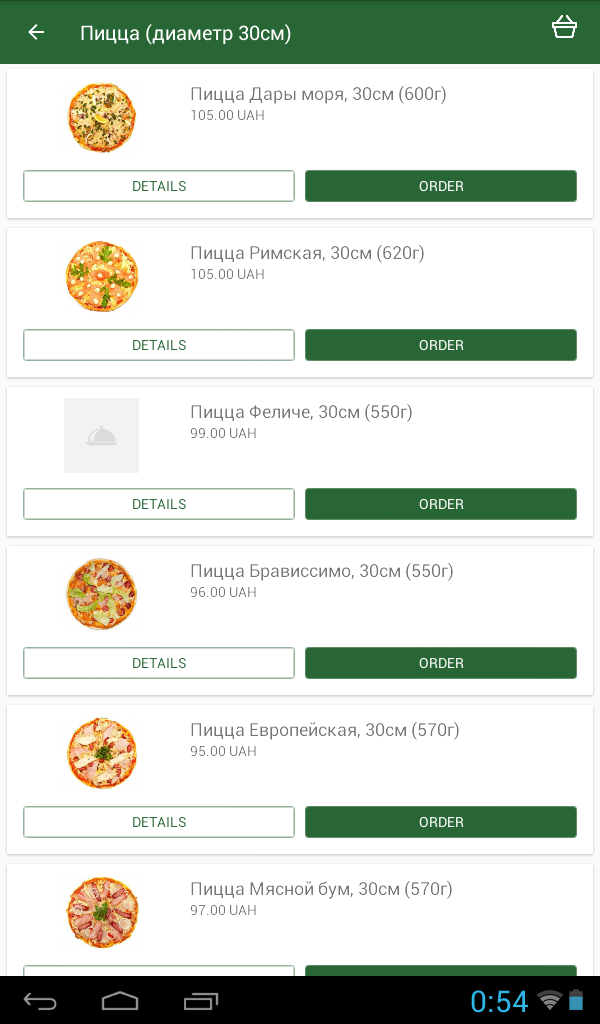 Пицца (диаметр 30см)
Пицца Дары моря, 30см (600г)
105.00 UAH
DETAILS
ORDER
Пицца Римская, 30см (620г)
105.00 UAH
DETAILS
ORDER
Пицца Феличе, 30см (550г)
99.00 UAH
DETAILS
ORDER
Пицца Брависсимо, 30см (550г)
96.00 UAH
DETAILS
ORDER
Пицца Европейская, 30см (570г)
95.00 UAH
DETAILS
ORDER
Пицца Мясной бум, 30см (570г)
97.00 UAH
0:54